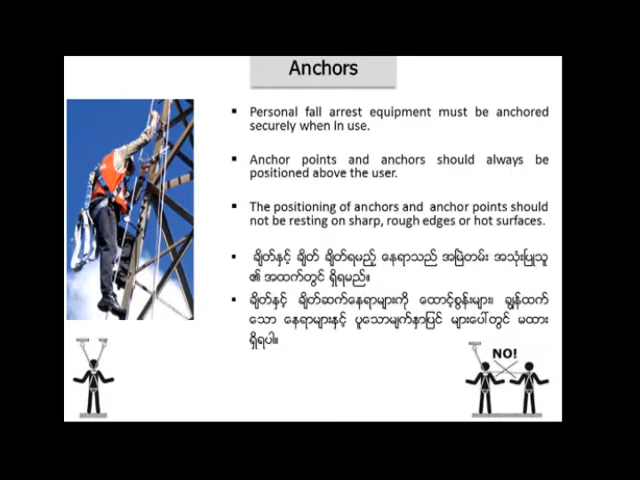 Anchors
▪ Personal fall arrest equipment must be anchored
securely when in use.
▪ Anchor points and anchors should always be
positioned above the user.
▪ The positioning of anchors and anchor points should
not be resting on sharp, rough edges or hot surfaces.
▪ ချိတ်နှင့် ချိတ် ချိတ်ရမည့် နေရာသည် အမြဲတမ်း အသုံးပြုသူ
၏ အထက်တွင် ရှိရမည်။
▪ ချိတ်နှင့် ချိတ်ဆက်နေရာများကို ထောင့်စွန်းများ၊ ချွန်ထက်
သော နေရာများနှင့် ပူသောမျက်နှာပြင် များပေါ်တွင် မထား
ရှိရပါ။
NO!